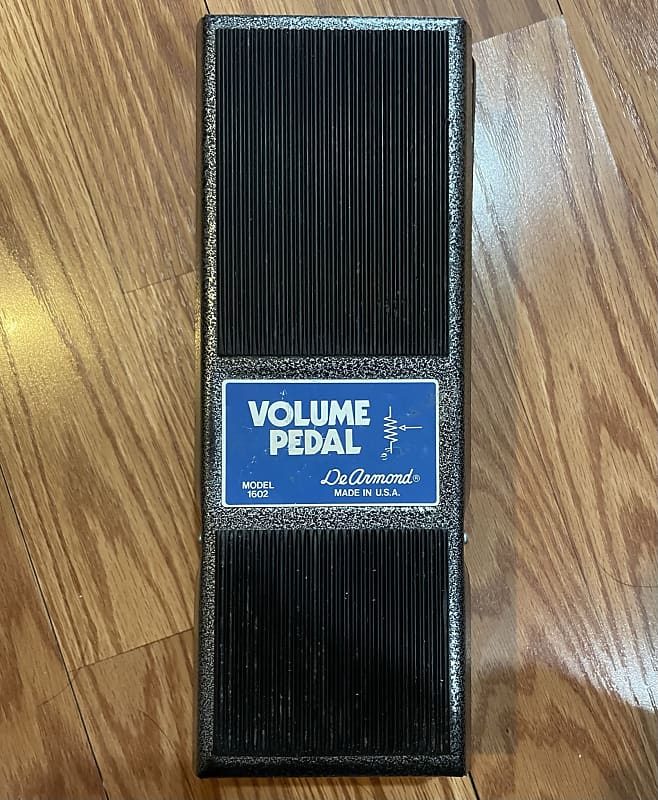 VOLUME
PEDAL
DeArmond®
MODEL
1602
MADE IN U.S.A.